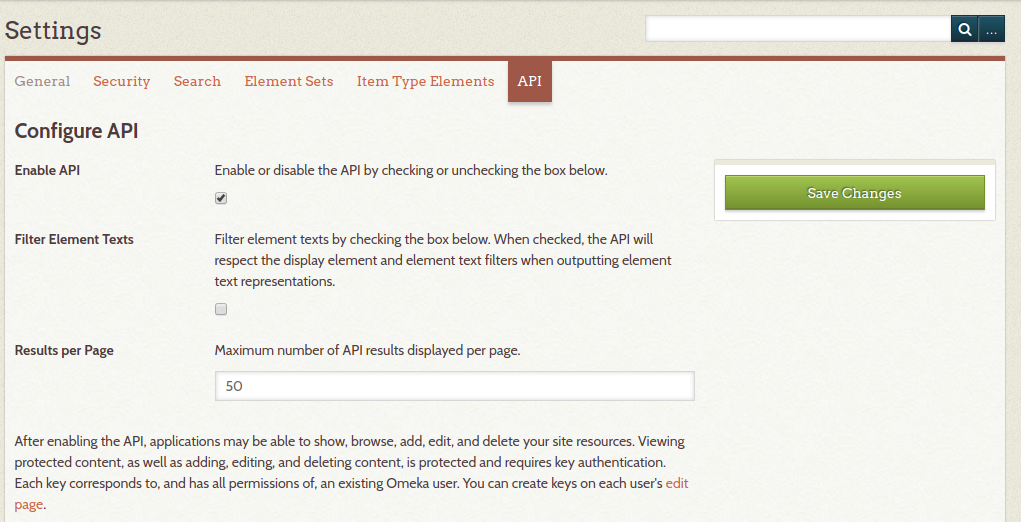 Settings
...
General Security Search Element Sets Item Type Elements API
Configure API
Enable API
Enable or disable the API by checking or unchecking the box below.
Save Changes
Filter Element Texts
Filter element texts by checking the box below. When checked, the API will
respect the display element and element text filters when outputting element
text representations.
Results per Page
Maximum number of API results displayed per page.
50
After enabling the API, applications may be able to show, browse, add, edit, and delete your site resources. Viewing
protected content, as well as adding, editing, and deleting content, is protected and requires key authentication.
Each key corresponds to, and has all permissions of, an existing Omeka user. You can create keys on each user's edit
page.